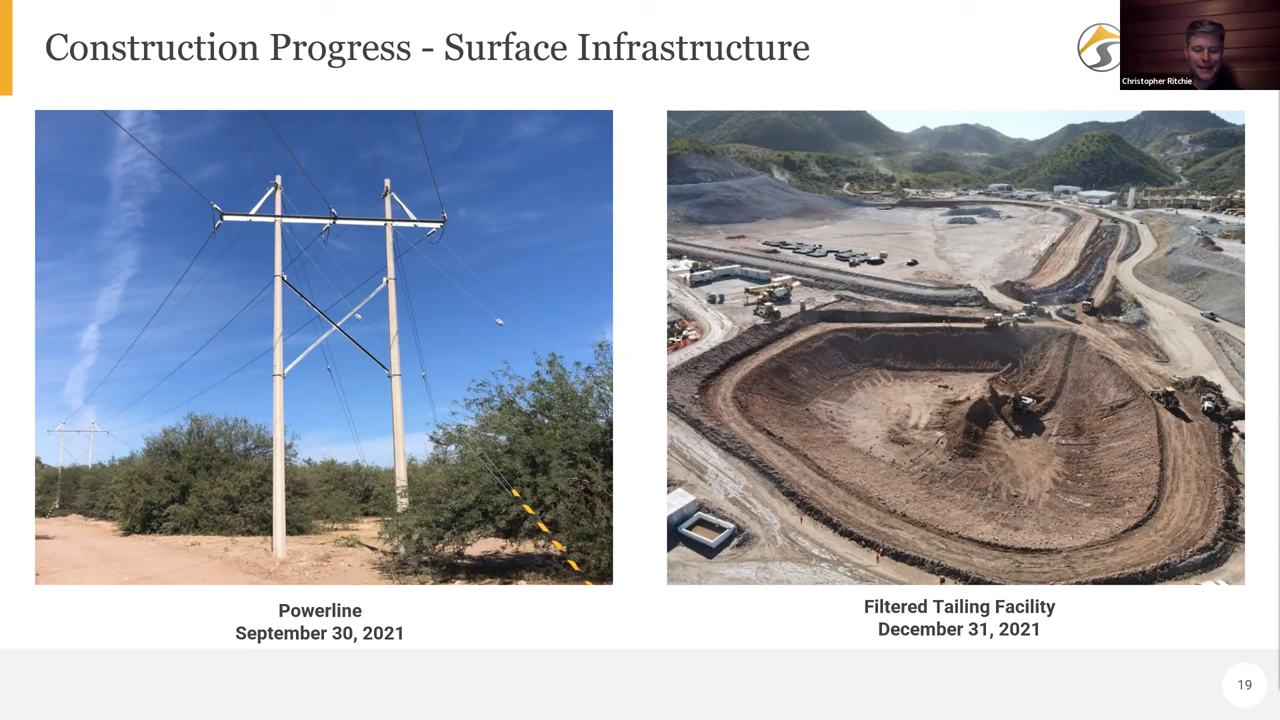 Construction Progress - Surface Infrastructure
Christopher Ritchie
Powerline
September 30, 2021
Filtered Tailing Facility
December 31, 2021
19